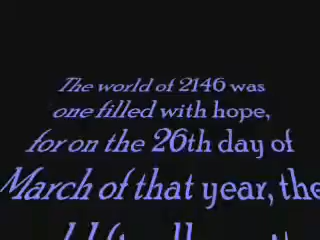 The world of 2146 was
one filled with hope,
for on the 26th day of
March of that year, the